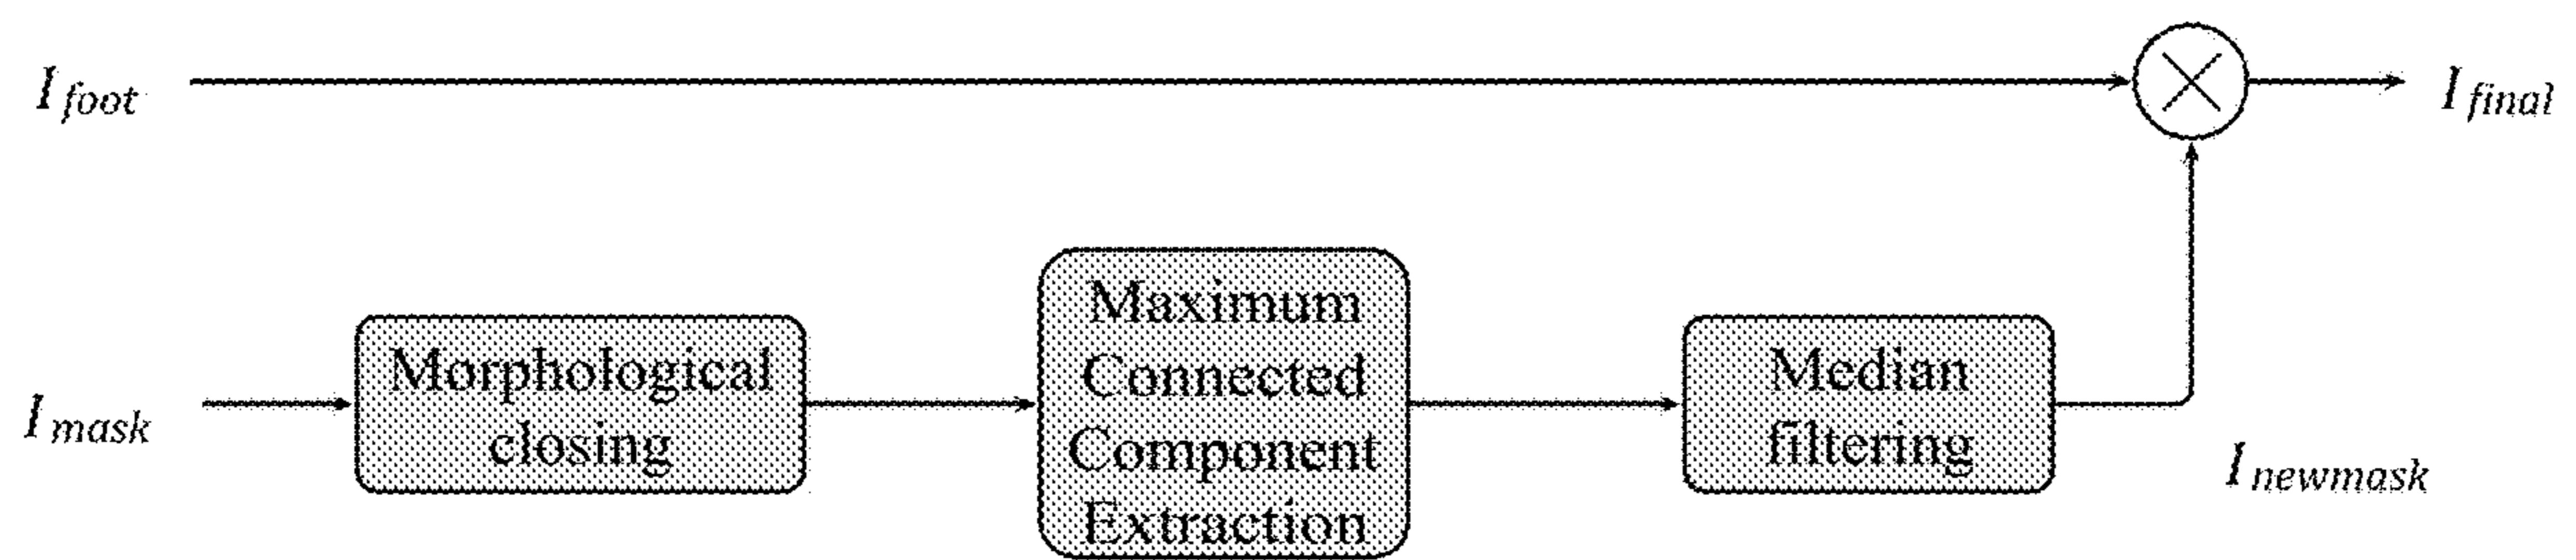 I foot
I final
I mask
Morphological
closing
Maximum
Connected
Component
Extraction
Median
filtering
I newmask